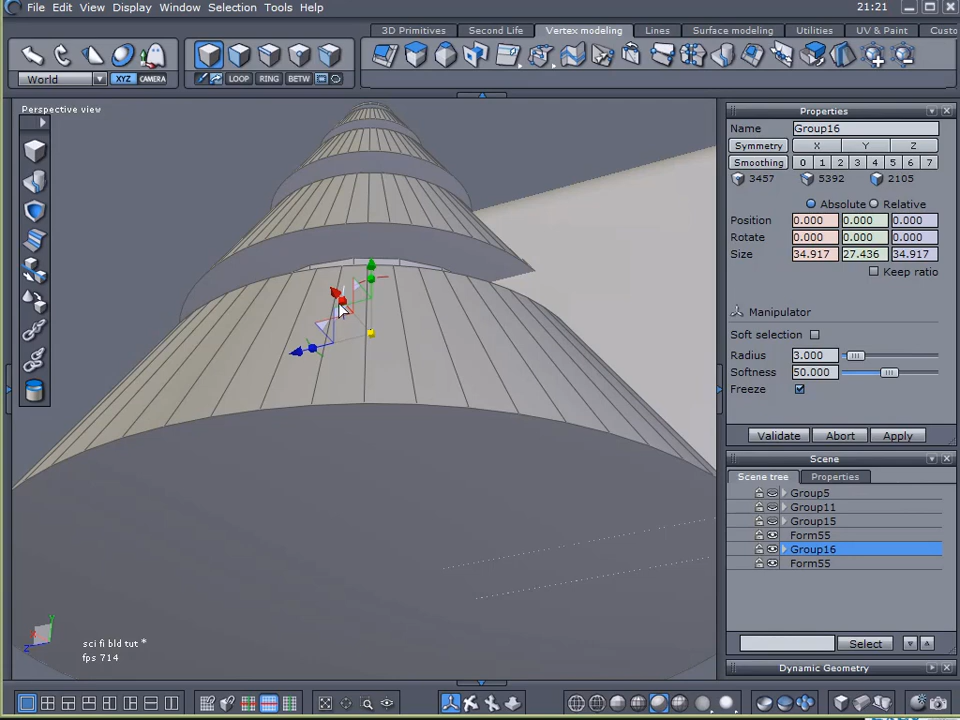 File Edit View Display Window Selection Tools Help 21:21
3D Primitives Second Life Vertex modeling Lines Surface modeling Utilities UV & Paint Custo
World XYZ CAMERA LOOP RING BETW
Perspective view
Properties
Name Group16
Symmetry X Y Z
Smoothing 0 1 2 3 4 5 6 7
3457 5392 2105
Absolute Relative
Position 0.000 0.000 0.000
Rotate 0.000 0.000 0.000
Size 34.917 27.436 34.917
Keep ratio
Manipulator
Soft selection
Radius 3.000
Softness 50.000
Freeze
Validate Abort Apply
Scene
Scene tree Properties
Group5
Group11
Group15
Form55
Group16
Form55
Select
Dynamic Geometry
y
x
z
sci fi bld tut *
fps 714